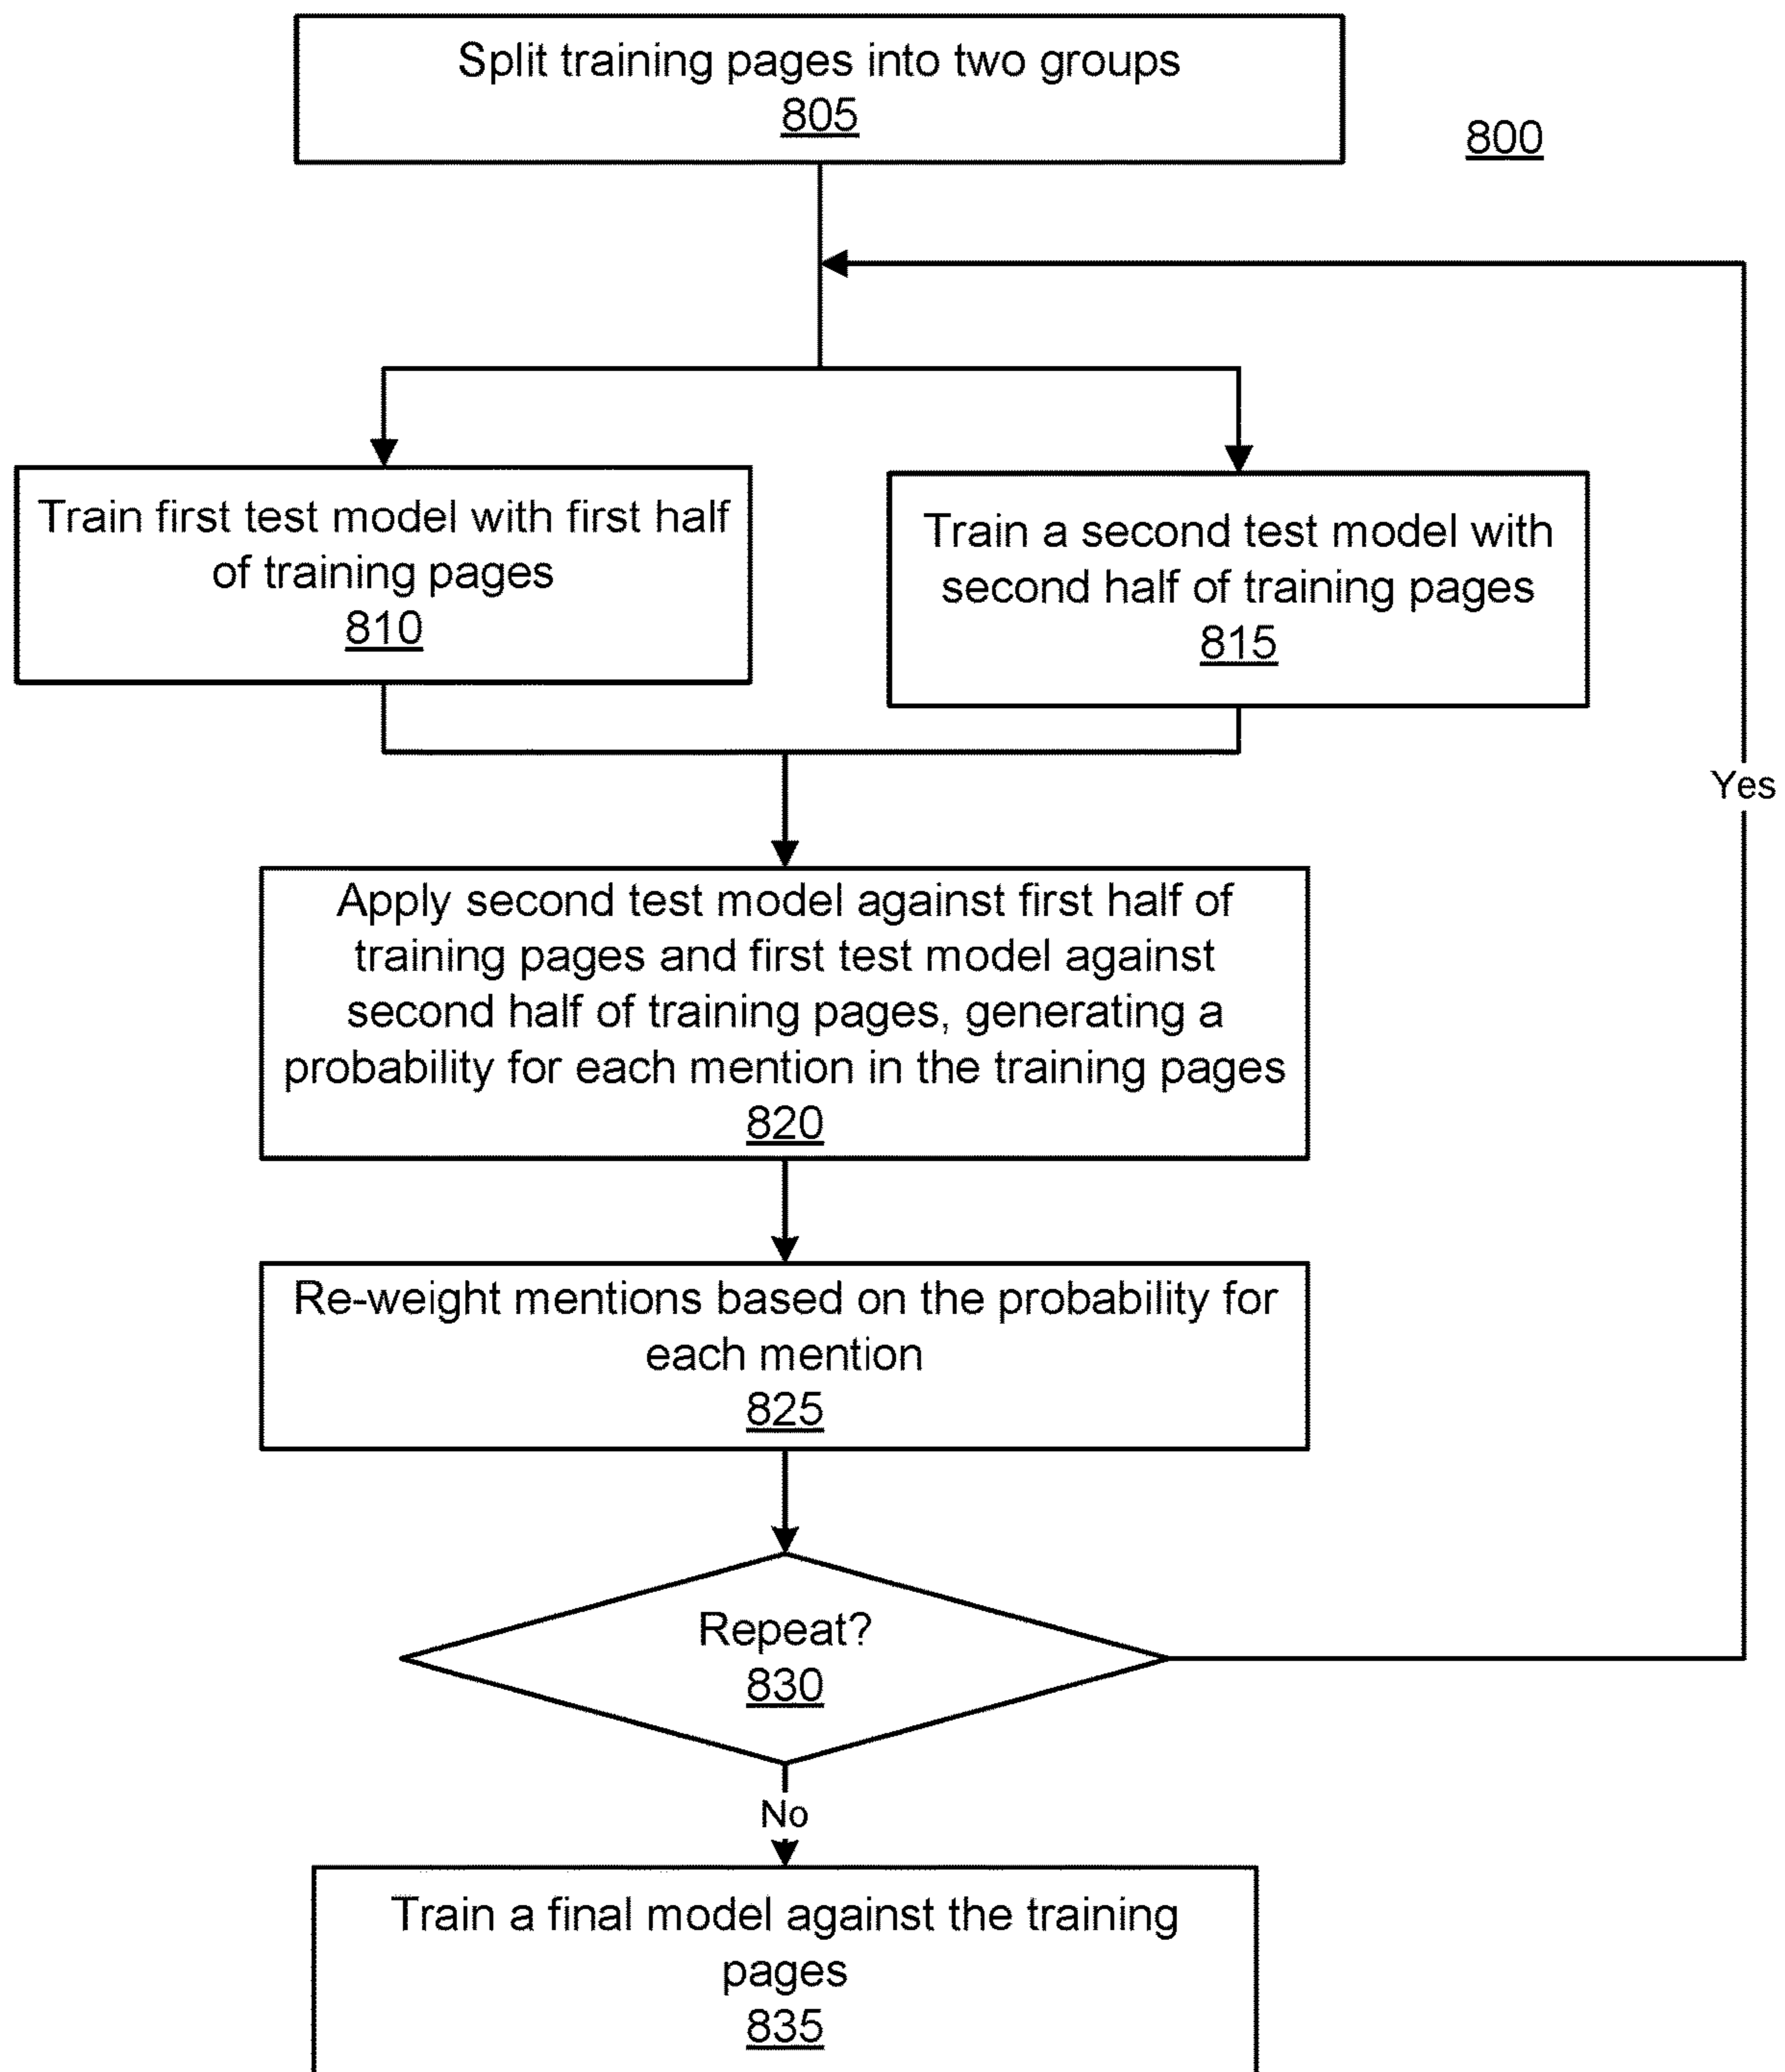 Split training pages into two groups
805
800
Train first test model with first half
of training pages
810
Train a second test model with
second half of training pages
815
Yes
Apply second test model against first half of
training pages and first test model against
second half of training pages, generating a
probability for each mention in the training pages
820
Re-weight mentions based on the probability for
each mention
825
Repeat?
830
No
Train a final model against the training
pages
835